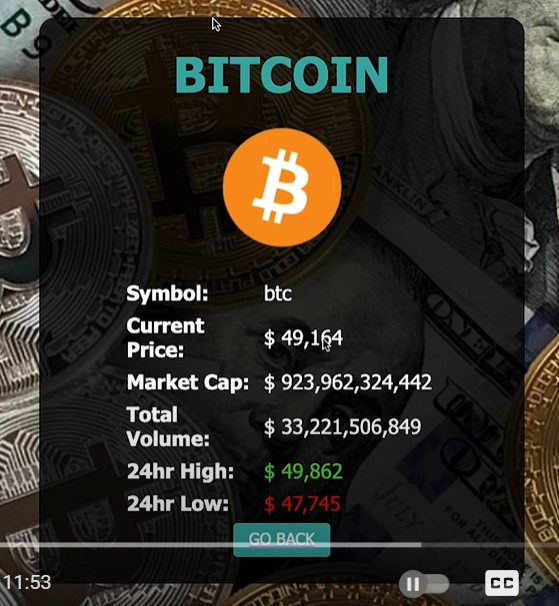 B9
BITCOIN
Symbol: btc
Current
Price: $ 49,164
Market Cap: $ 923,962,324,442
Total
Volume: $ 33,221,506,849
24hr High: $ 49,862
24hr Low: $ 47,745
GO BACK
11:53
CC